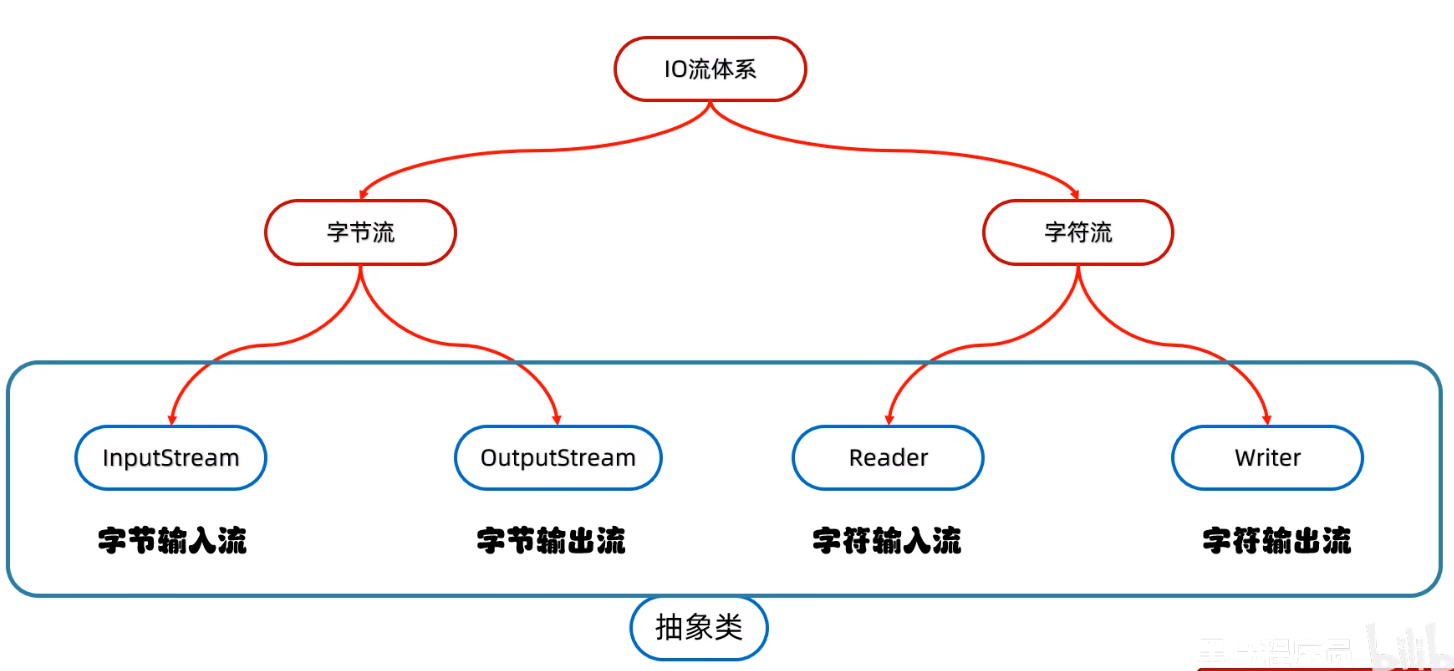 IO流体系
字节流
字符流
InputStream
OutputStream
Reader
Writer
字节输入流
字节输出流
字符输入流
字符输出流
抽象类